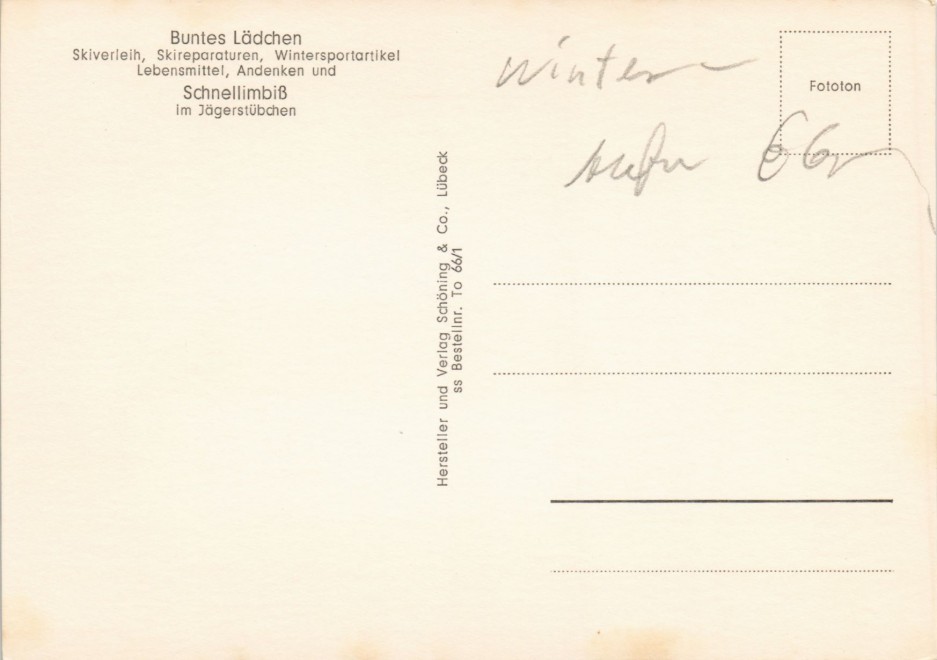 Buntes Lädchen
Skiverleih, Skireparaturen, Wintersportartikel
Lebensmittel, Andenken und
Schnellimbiß
im Jägerstübchen
Hersteller und Verlag Schöning & Co., Lübeck
ss Bestellnr. To 66/1
Winter-
66
Fototon